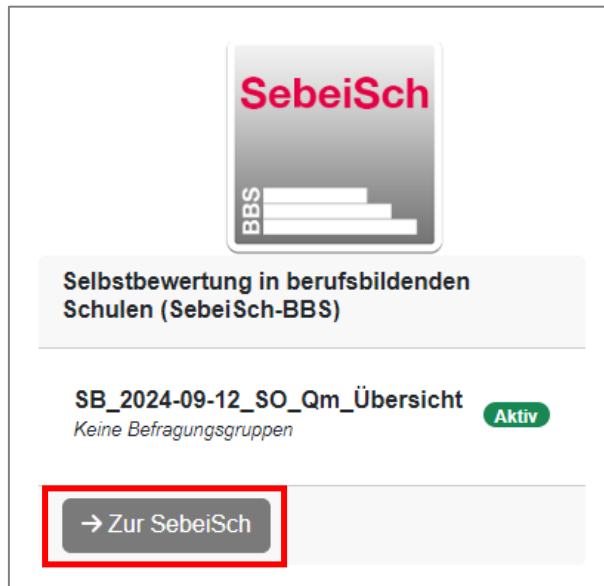 SebeiSch
BBS
Selbstbewertung in berufsbildenden
Schulen (SebeiSch-BBS)
SB_2024-09-12_SO_Qm_Übersicht
Aktiv
Keine Befragungsgruppen
→ Zur SebeiSch